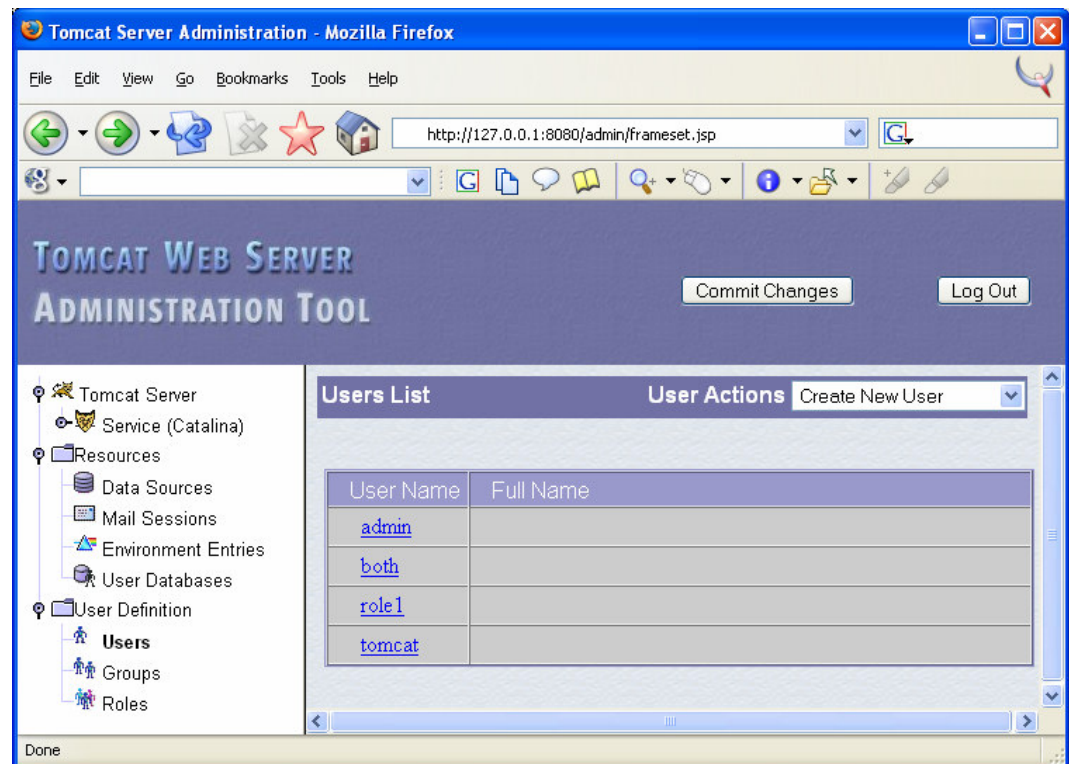 Tomcat Server Administration - Mozilla Firefox
File Edit View Go Bookmarks Tools Help
http://127.0.0.1:8080/admin/frameset.jsp
G
G
TOMCAT WEB SERVER
ADMINISTRATION TOOL
Commit Changes
Log Out
Tomcat Server
Service (Catalina)
Resources
Data Sources
Mail Sessions
Environment Entries
User Databases
User Definition
Users
Groups
Roles
Users List
User Actions Create New User
User Name Full Name
admin
both
role1
tomcat
Done